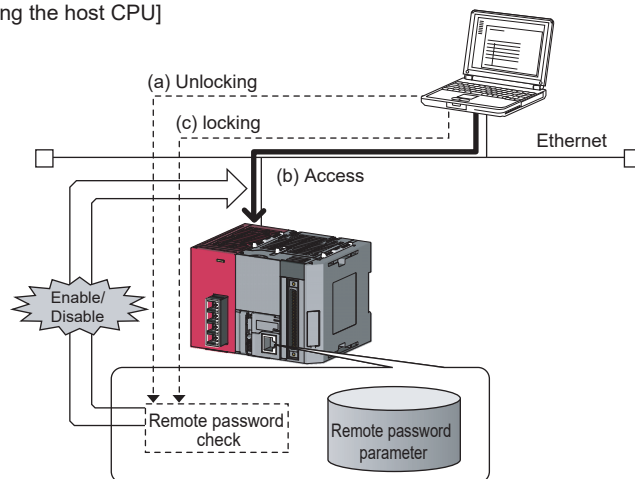 ng the host CPU]
(a) Unlocking
(c) locking
Ethernet
(b) Access
Enable/
Disable
Remote password
check
Remote password
parameter